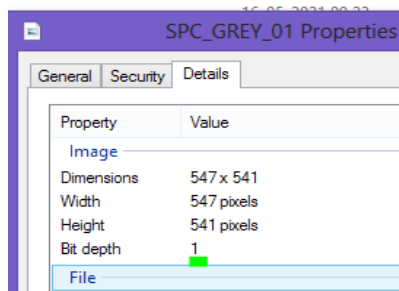 SPC_GREY_01 Properties
General Security Details
Property Value
Image
Dimensions 547 x 541
Width 547 pixels
Height 541 pixels
Bit depth 1
File